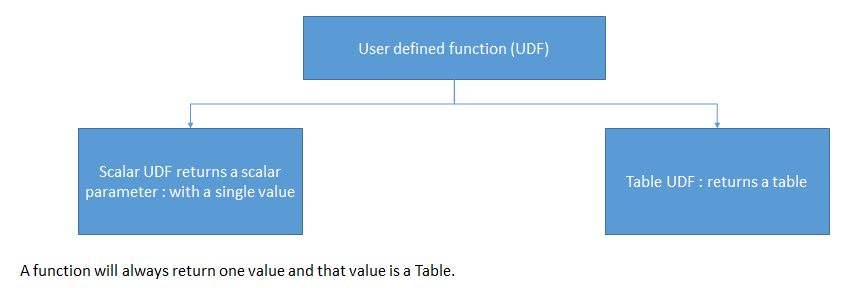 User defined function (UDF)
Scalar UDF returns a scalar
parameter : with a single value
Table UDF : returns a table
A function will always return one value and that value is a Table.